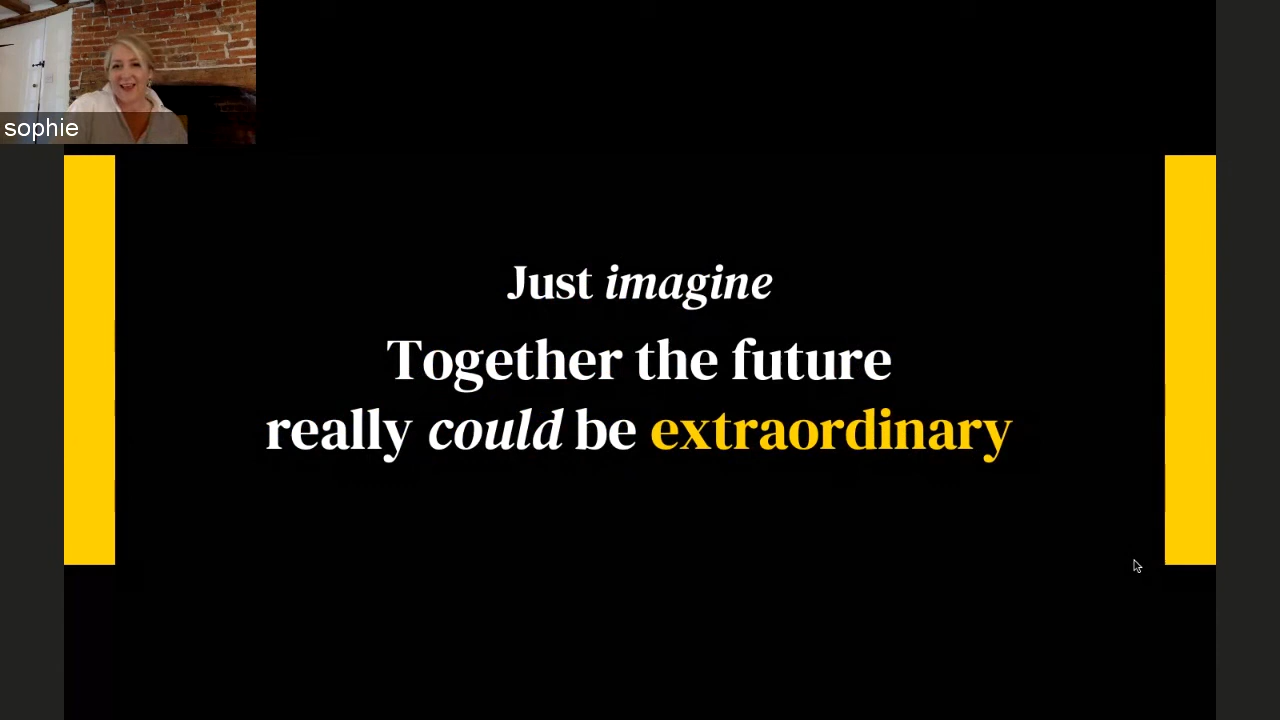 sophie
Just imagine
Together the future
really could be extraordinary